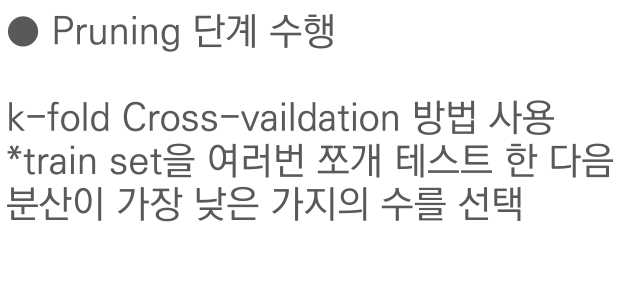 ● Pruning 단계 수행
k-fold Cross-vaildation 방법 사용
*train set을 여러번 쪼개 테스트 한 다음
분산이 가장 낮은 가지의 수를 선택